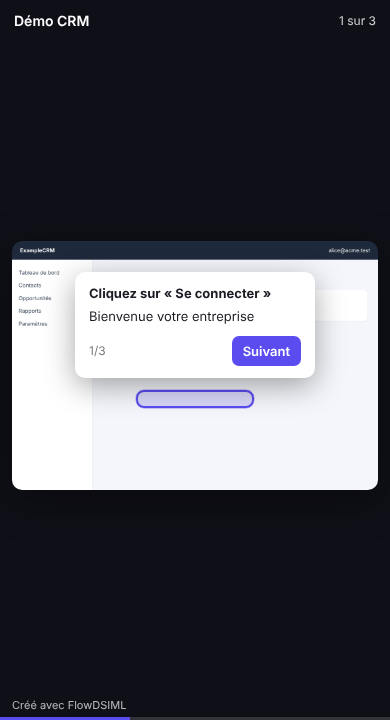 Démo CRM
1 sur 3
ExampleCRM
alice@acme.test
Tableau de bord
Contacts
Opportunités
Rapports
Paramètres
Cliquez sur « Se connecter »
Bienvenue votre entreprise
1/3
Suivant
Créé avec FlowDSIML